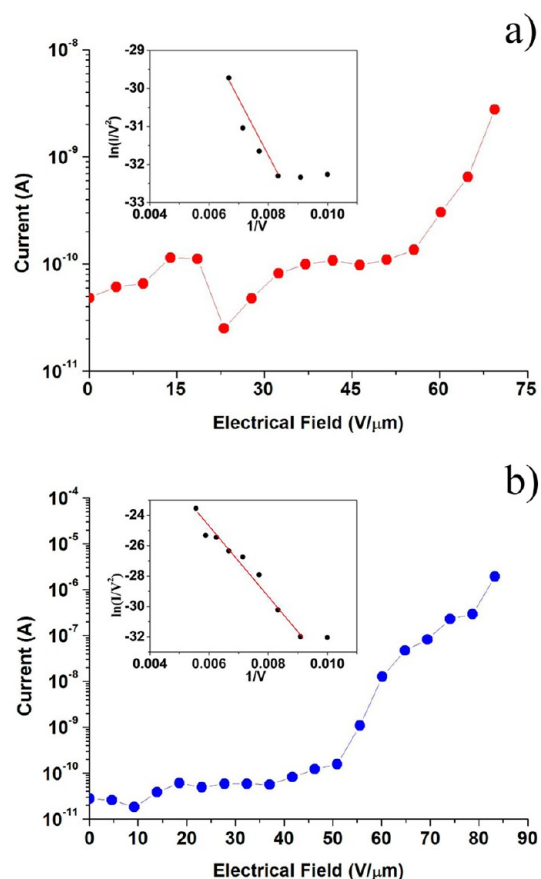 a)
10⁻⁸
10⁻⁹
10⁻¹⁰
10⁻¹¹
Current (A)
0 15 30 45 60 75
Electrical Field (V/μm)
-29
-30
-31
-32
-33
ln(I/V²)
0.004 0.006 0.008 0.010
1/V
b)
10⁻⁴
10⁻⁵
10⁻⁶
10⁻⁷
10⁻⁸
10⁻⁹
10⁻¹⁰
10⁻¹¹
Current (A)
0 10 20 30 40 50 60 70 80 90
Electrical Field (V/μm)
-24
-26
-28
-30
-32
ln(I/V²)
0.004 0.006 0.008 0.010
1/V